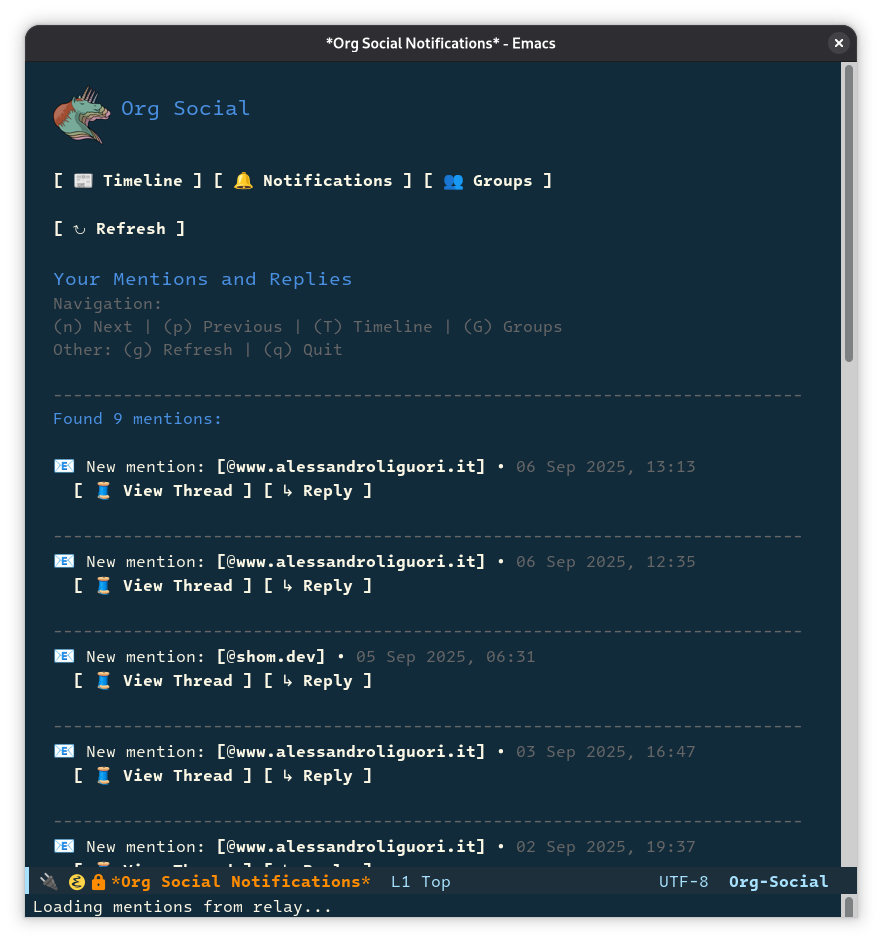 *Org Social Notifications* - Emacs
Org Social
[ 📰 Timeline ] [ 🔔 Notifications ] [ 👥 Groups ]
[ ↻ Refresh ]
Your Mentions and Replies
Navigation:
(n) Next | (p) Previous | (T) Timeline | (G) Groups
Other: (g) Refresh | (q) Quit
---------------------------------------------------------------------------
Found 9 mentions:
📧 New mention: [@www.alessandroliguori.it] • 06 Sep 2025, 13:13
[ 🧵 View Thread ] [ ↳ Reply ]
---------------------------------------------------------------------------
📧 New mention: [@www.alessandroliguori.it] • 06 Sep 2025, 12:35
[ 🧵 View Thread ] [ ↳ Reply ]
---------------------------------------------------------------------------
📧 New mention: [@shom.dev] • 05 Sep 2025, 06:31
[ 🧵 View Thread ] [ ↳ Reply ]
---------------------------------------------------------------------------
📧 New mention: [@www.alessandroliguori.it] • 03 Sep 2025, 16:47
[ 🧵 View Thread ] [ ↳ Reply ]
---------------------------------------------------------------------------
📧 New mention: [@www.alessandroliguori.it] • 02 Sep 2025, 19:37
*Org Social Notifications* L1 Top UTF-8 Org-Social
Loading mentions from relay...